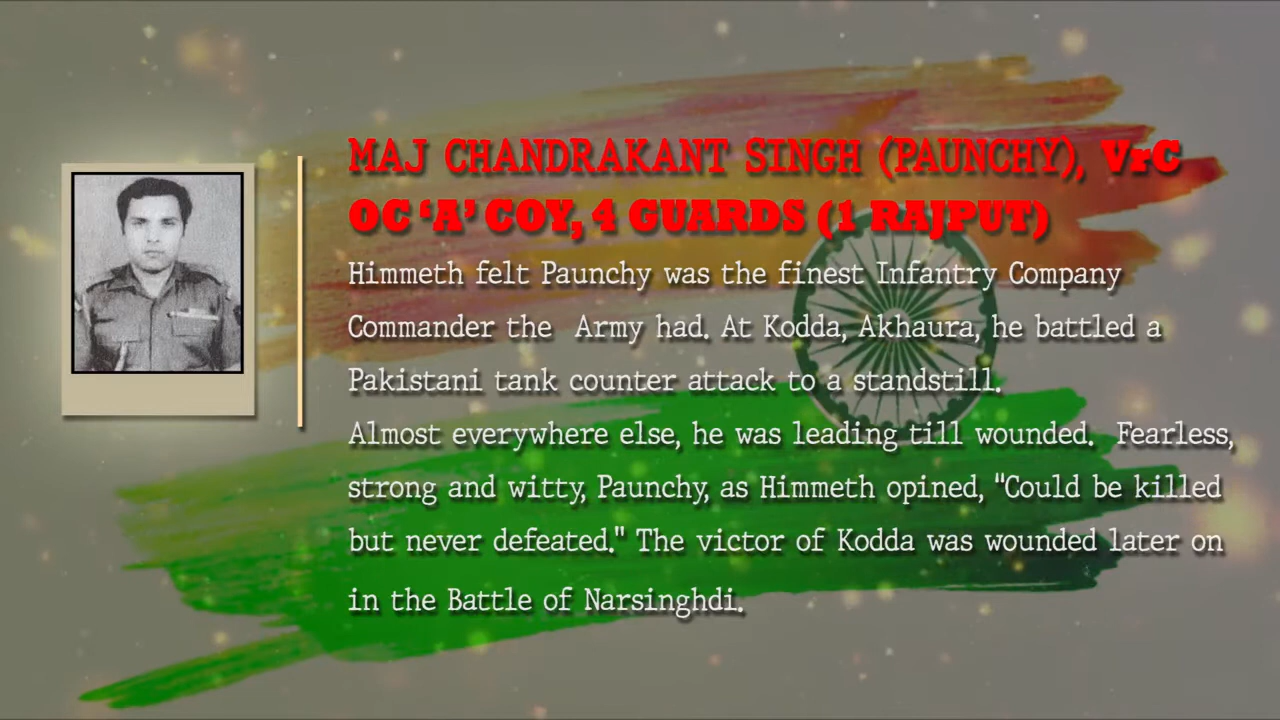 MAJ CHANDRAKANT SINGH (PAUNCHY), VrC
OC ‘A’ COY, 4 GUARDS (1 RAJPUT)
Himmeth felt Paunchy was the finest Infantry Company
Commander the Army had. At Kodda, Akhaura, he battled a
Pakistani tank counter attack to a standstill.
Almost everywhere else, he was leading till wounded. Fearless,
strong and witty, Paunchy, as Himmeth opined, "Could be killed
but never defeated." The victor of Kodda was wounded later on
in the Battle of Narsinghdi.